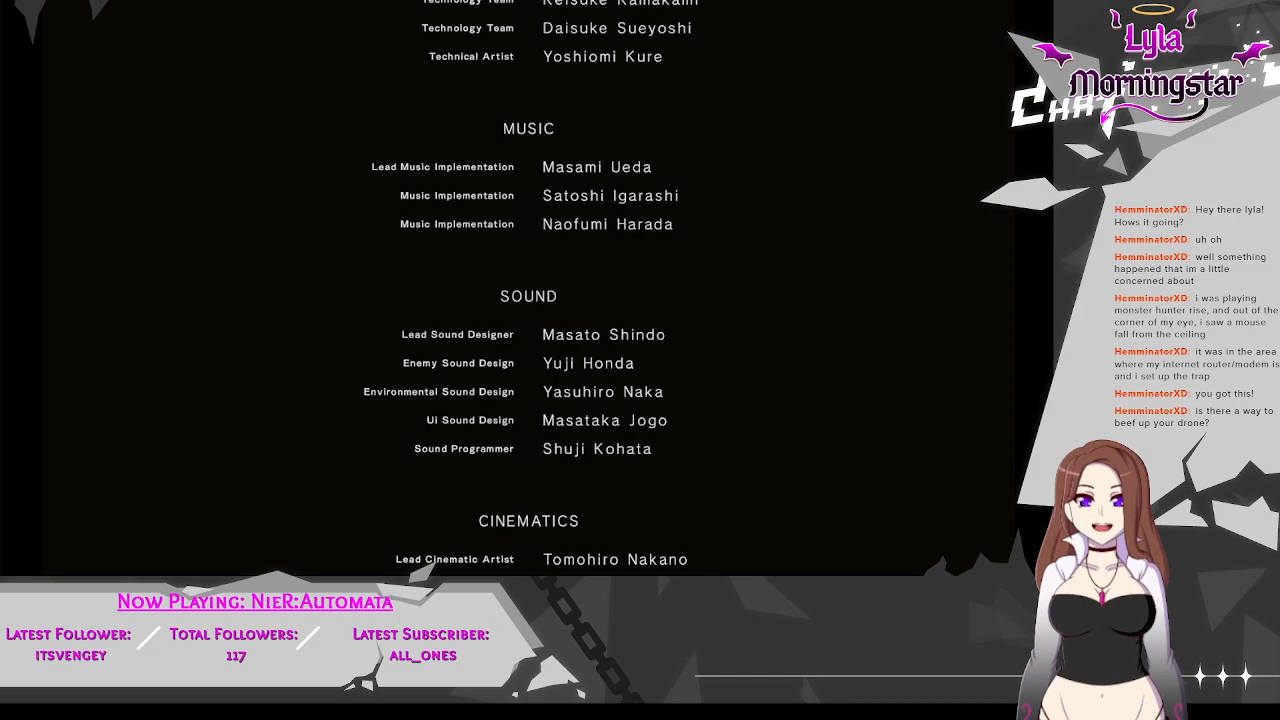 Technology Team Keisuke Kamakami
Technology Team Daisuke Sueyoshi
Technical Artist Yoshiomi Kure
MUSIC
Lead Music Implementation Masami Ueda
Music Implementation Satoshi Igarashi
Music Implementation Naofumi Harada
SOUND
Lead Sound Designer Masato Shindo
Enemy Sound Design Yuji Honda
Environmental Sound Design Yasuhiro Naka
Ui Sound Design Masataka Jogo
Sound Programmer Shuji Kohata
CINEMATICS
Lead Cinematic Artist Tomohiro Nakano
Lyla
Morningstar
CHAT
HemminatorXD: Hey there lyla!
Hows it going?
HemminatorXD: uh oh
HemminatorXD: well something
happened that im a little
concerned about
HemminatorXD: i was playing
monster hunter rise, and out of the
corner of my eye, i saw a mouse
fall from the ceiling
HemminatorXD: it was in the area
where my internet router/modem is
and i set up the trap
HemminatorXD: you got this!
HemminatorXD: is there a way to
beef up your drone?
Now Playing: NieR:Automata
Latest Follower:
itsvengey
Total Followers:
117
Latest Subscriber:
all_ones